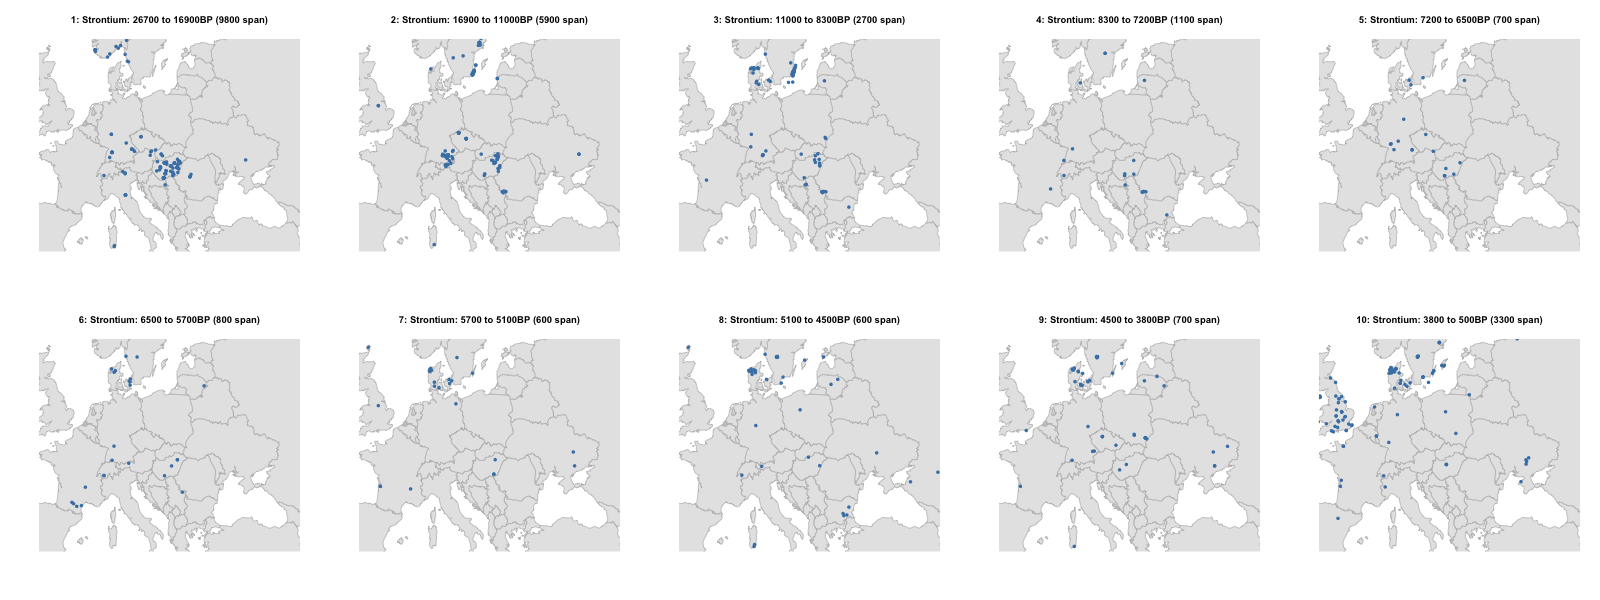 1: Strontium: 26700 to 16900BP (9800 span)
2: Strontium: 16900 to 11000BP (5900 span)
3: Strontium: 11000 to 8300BP (2700 span)
4: Strontium: 8300 to 7200BP (1100 span)
5: Strontium: 7200 to 6500BP (700 span)
6: Strontium: 6500 to 5700BP (800 span)
7: Strontium: 5700 to 5100BP (600 span)
8: Strontium: 5100 to 4500BP (600 span)
9: Strontium: 4500 to 3800BP (700 span)
10: Strontium: 3800 to 500BP (3300 span)